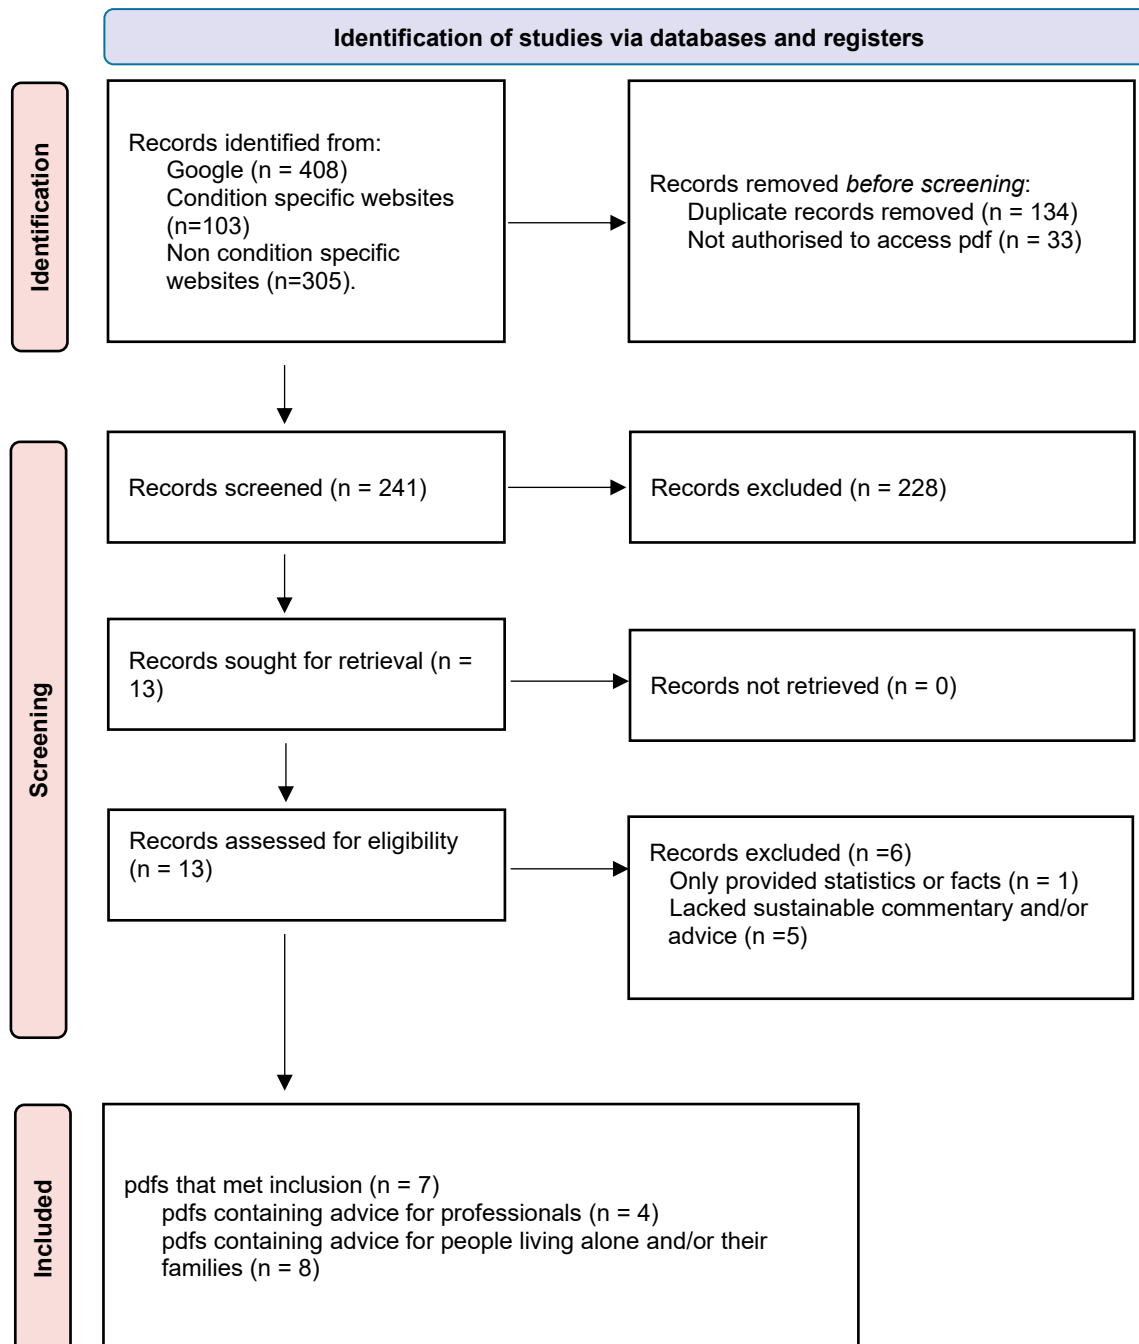 Identification of studies via databases and registers
Identification
Records identified from:
Google (n = 408)
Condition specific websites
(n=103)
Non condition specific
websites (n=305).
Records removed before screening:
Duplicate records removed (n = 134)
Not authorised to access pdf (n = 33)
Screening
Records screened (n = 241)
Records excluded (n = 228)
Records sought for retrieval (n =
13)
Records not retrieved (n = 0)
Records assessed for eligibility
(n = 13)
Records excluded (n =6)
Only provided statistics or facts (n = 1)
Lacked sustainable commentary and/or
advice (n =5)
Included
pdfs that met inclusion (n = 7)
pdfs containing advice for professionals (n = 4)
pdfs containing advice for people living alone and/or their
families (n = 8)